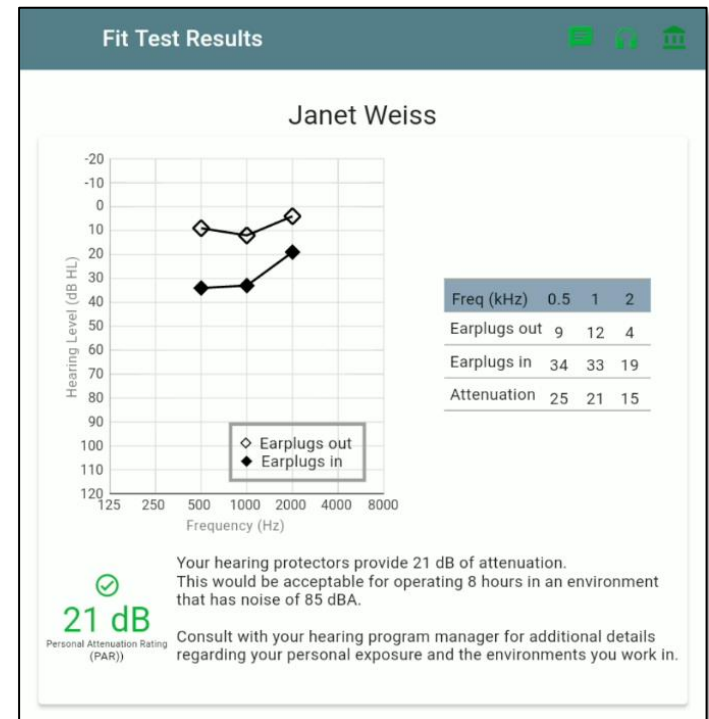 Fit Test Results
Janet Weiss
-20
-10
0
10
20
30
40
50
60
70
80
90
100
110
120
Hearing Level (dB HL)
Earplugs out
Earplugs in
125 250 500 1000 2000 4000 8000
Frequency (Hz)
Freq (kHz) 0.5 1 2
Earplugs out 9 12 4
Earplugs in 34 33 19
Attenuation 25 21 15
21 dB
Personal Attenuation Rating
(PAR))
Your hearing protectors provide 21 dB of attenuation.
This would be acceptable for operating 8 hours in an environment
that has noise of 85 dBA.
Consult with your hearing program manager for additional details
regarding your personal exposure and the environments you work in.